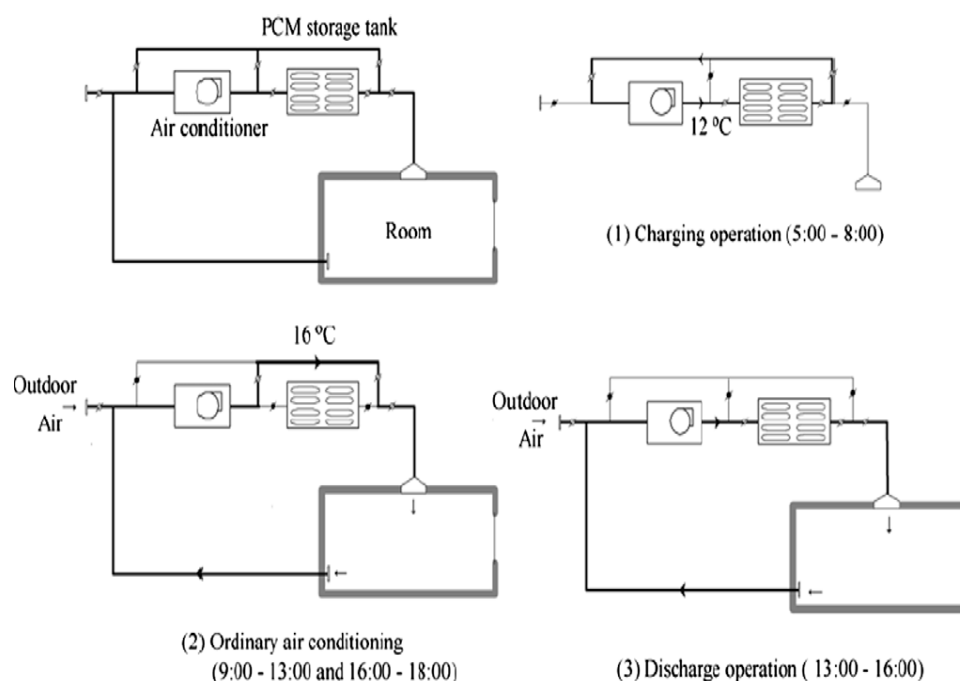 PCM storage tank
Air conditioner
Room
12 ºC
(1) Charging operation (5:00 - 8:00)
16 ºC
Outdoor
Air
(2) Ordinary air conditioning
(9:00 - 13:00 and 16:00 - 18:00)
Outdoor
Air
(3) Discharge operation ( 13:00 - 16:00)